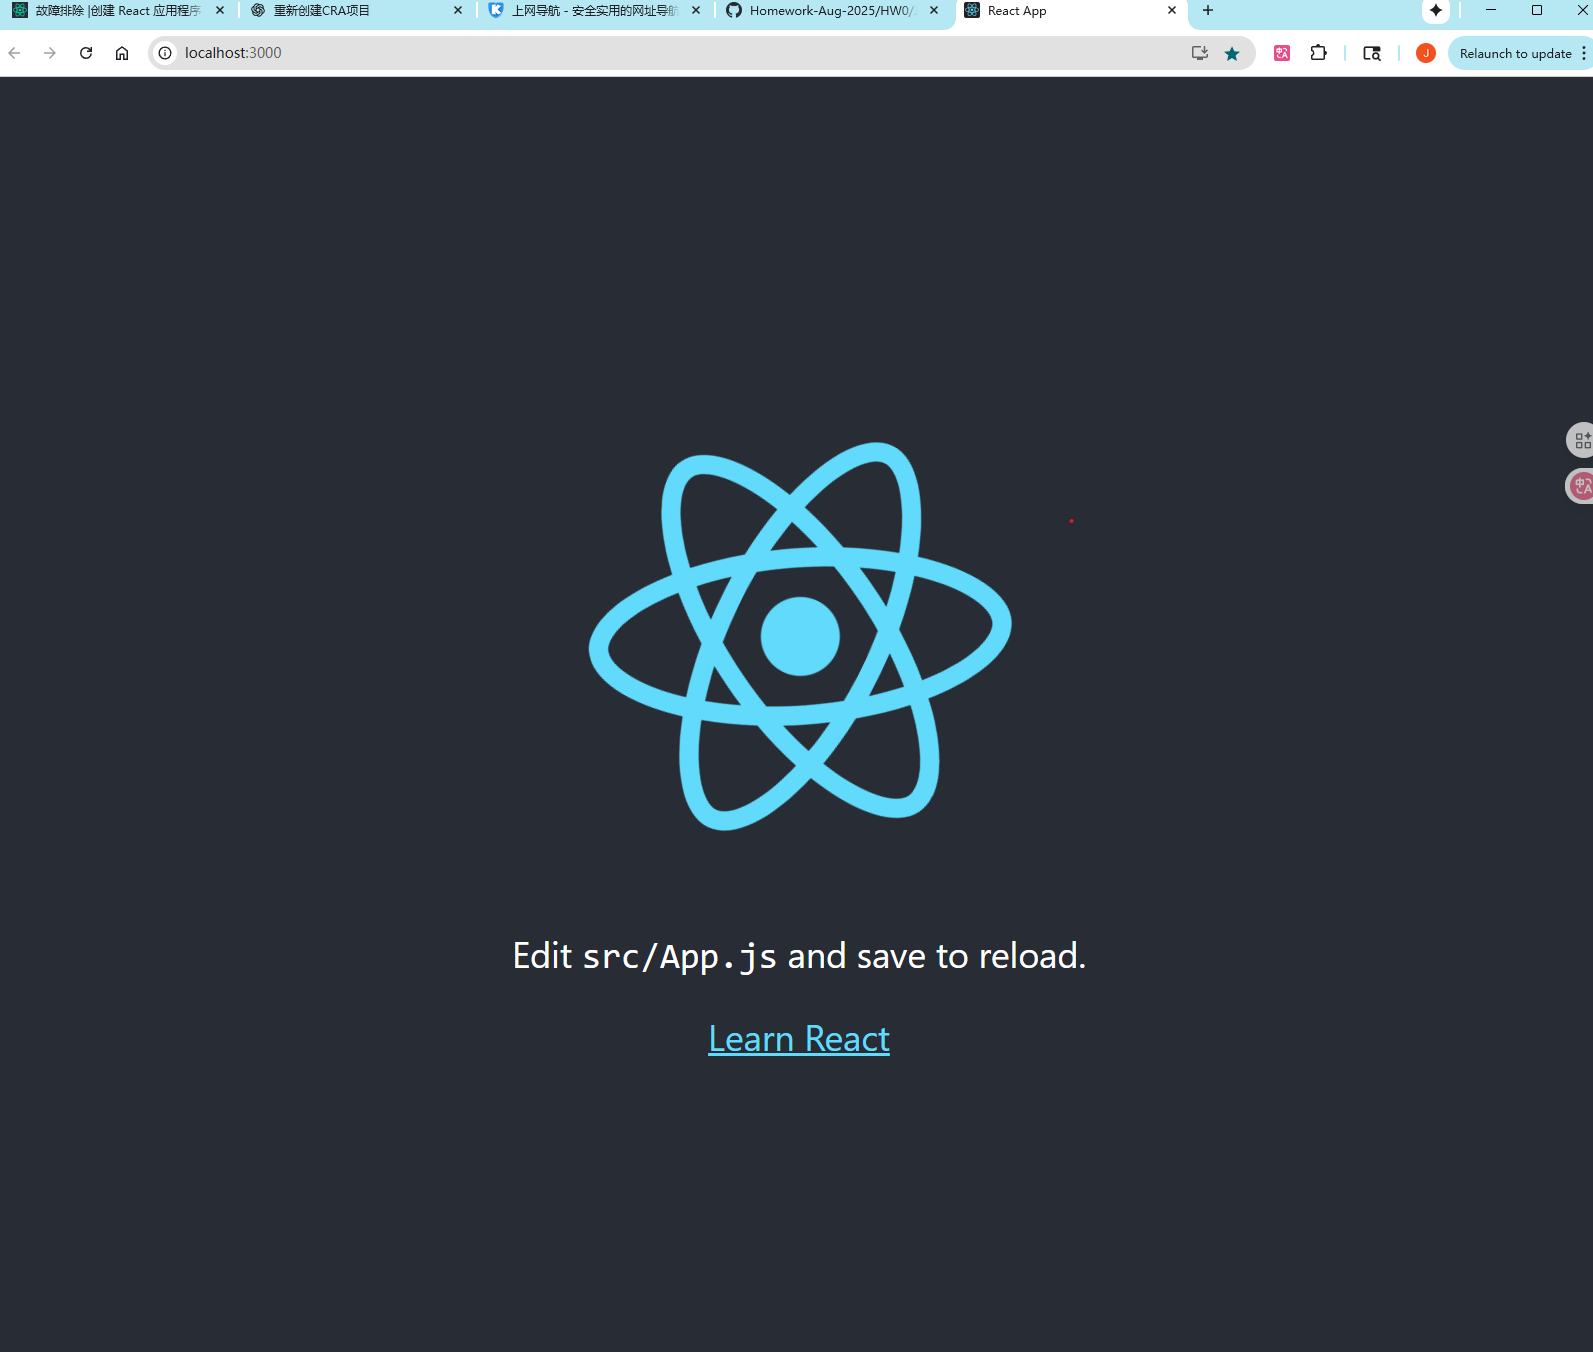 故障排除 |创建 React 应用程序
重新创建CRA项目
上网导航 - 安全实用的网址导航
Homework-Aug-2025/HW0/
React App
localhost:3000
J
Relaunch to update
Edit src/App.js and save to reload.
Learn React